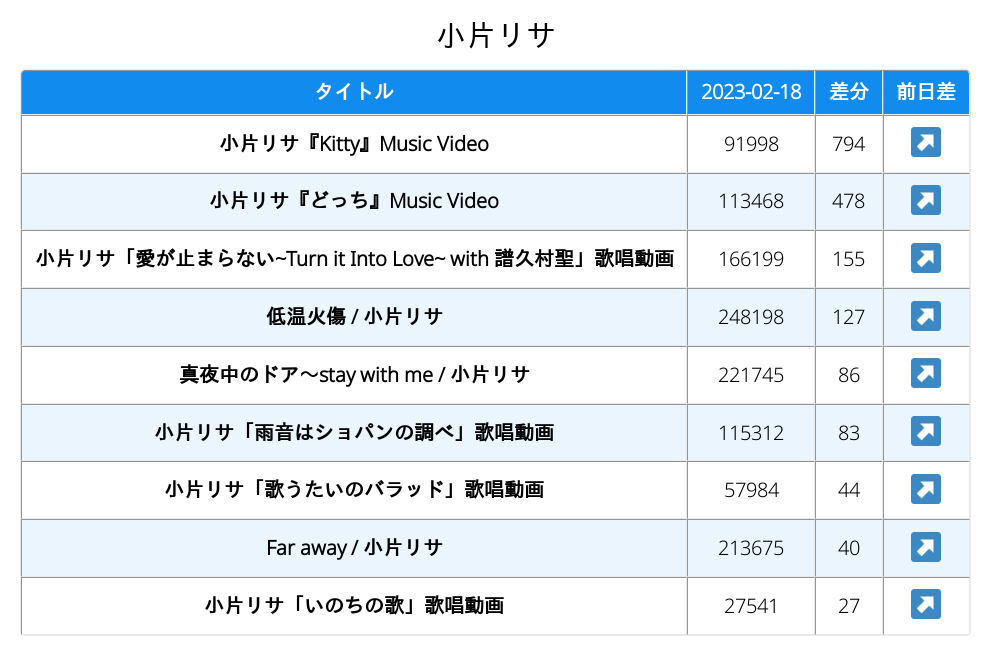 小片リサ
タイトル 2023-02-18 差分 前日差
小片リサ『Kitty』Music Video 91998 794
小片リサ『どっち』Music Video 113468 478
小片リサ「愛が止まらない~Turn it Into Love~ with 譜久村聖」歌唱動画 166199 155
低温火傷 / 小片リサ 248198 127
真夜中のドア～stay with me / 小片リサ 221745 86
小片リサ「雨音はショパンの調べ」歌唱動画 115312 83
小片リサ「歌うたいのバラッド」歌唱動画 57984 44
Far away / 小片リサ 213675 40
小片リサ「いのちの歌」歌唱動画 27541 27